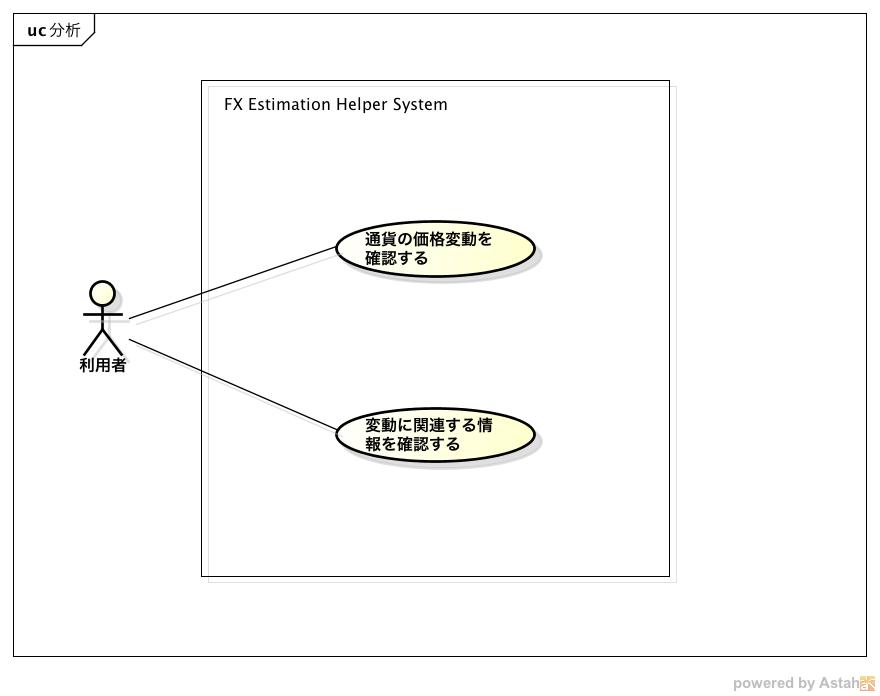 uc 分析
FX Estimation Helper System
通貨の価格変動を
確認する
利用者
変動に関連する情
報を確認する
powered by Astah